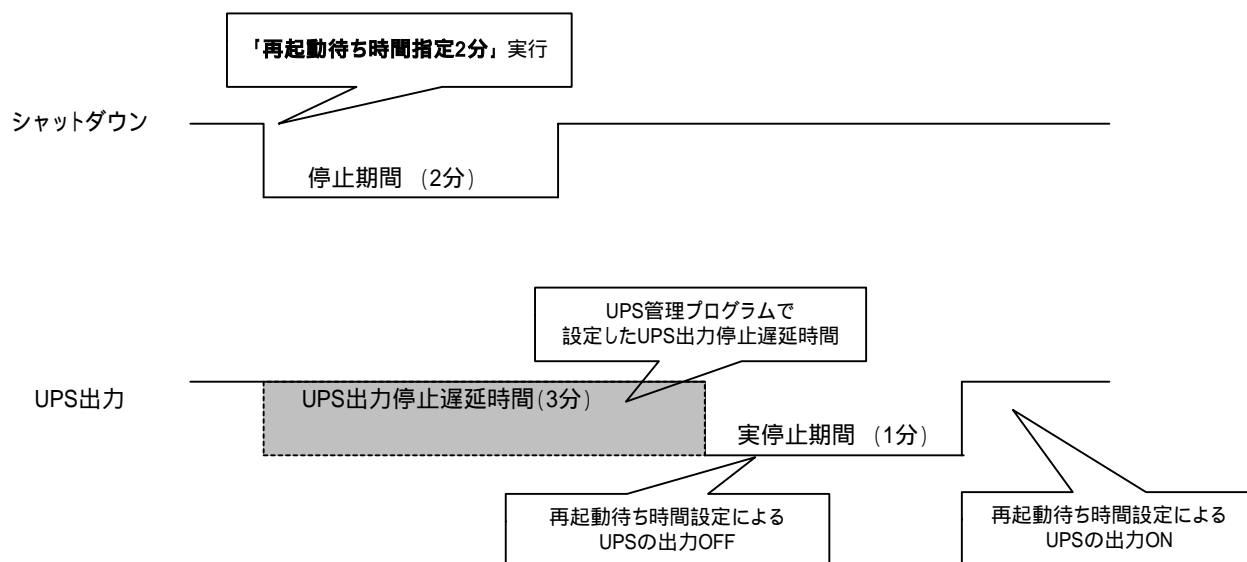 「再起動待ち時間指定2分」実行
シャットダウン
停止期間 (2分)
UPS管理プログラムで
設定したUPS出力停止遅延時間
UPS出力
UPS出力停止遅延時間(3分)
実停止期間 (1分)
再起動待ち時間設定による
UPSの出力OFF
再起動待ち時間設定による
UPSの出力ON